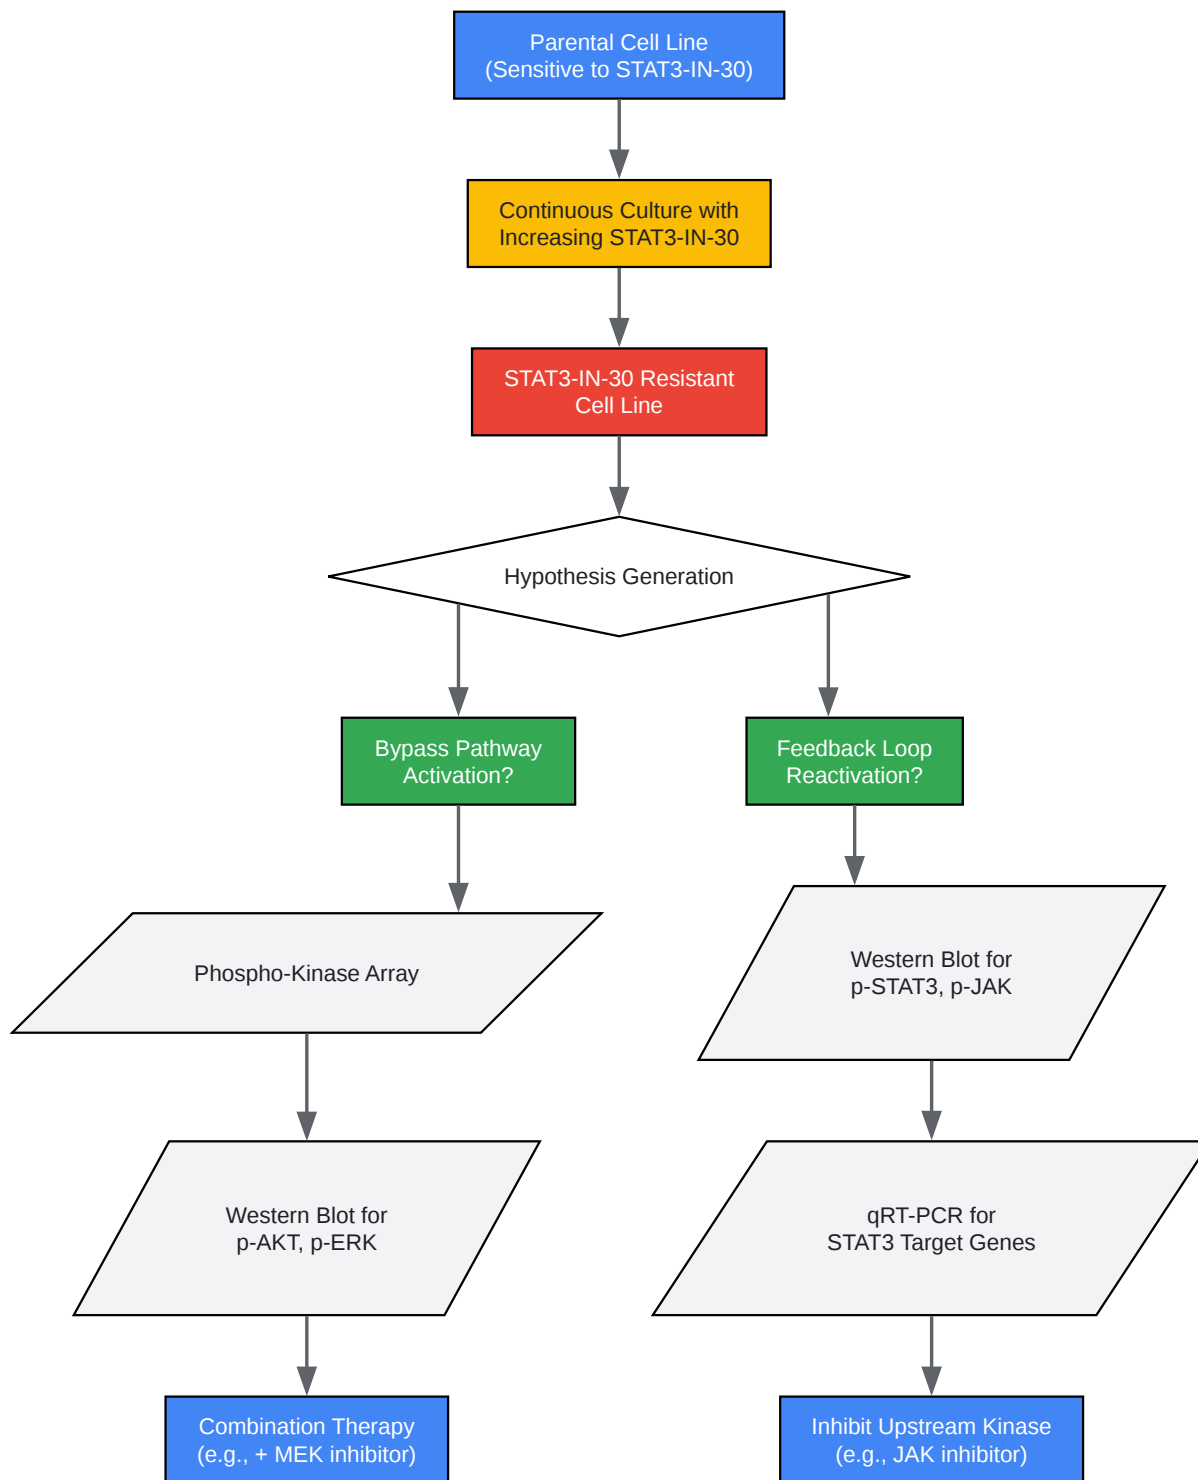 Parental Cell Line
(Sensitive to STAT3-IN-30)
Continuous Culture with
Increasing STAT3-IN-30
STAT3-IN-30 Resistant
Cell Line
Hypothesis Generation
Bypass Pathway
Activation?
Feedback Loop
Reactivation?
Phospho-Kinase Array
Western Blot for
p-STAT3, p-JAK
Western Blot for
p-AKT, p-ERK
qRT-PCR for
STAT3 Target Genes
Combination Therapy
(e.g., + MEK inhibitor)
Inhibit Upstream Kinase
(e.g., JAK inhibitor)